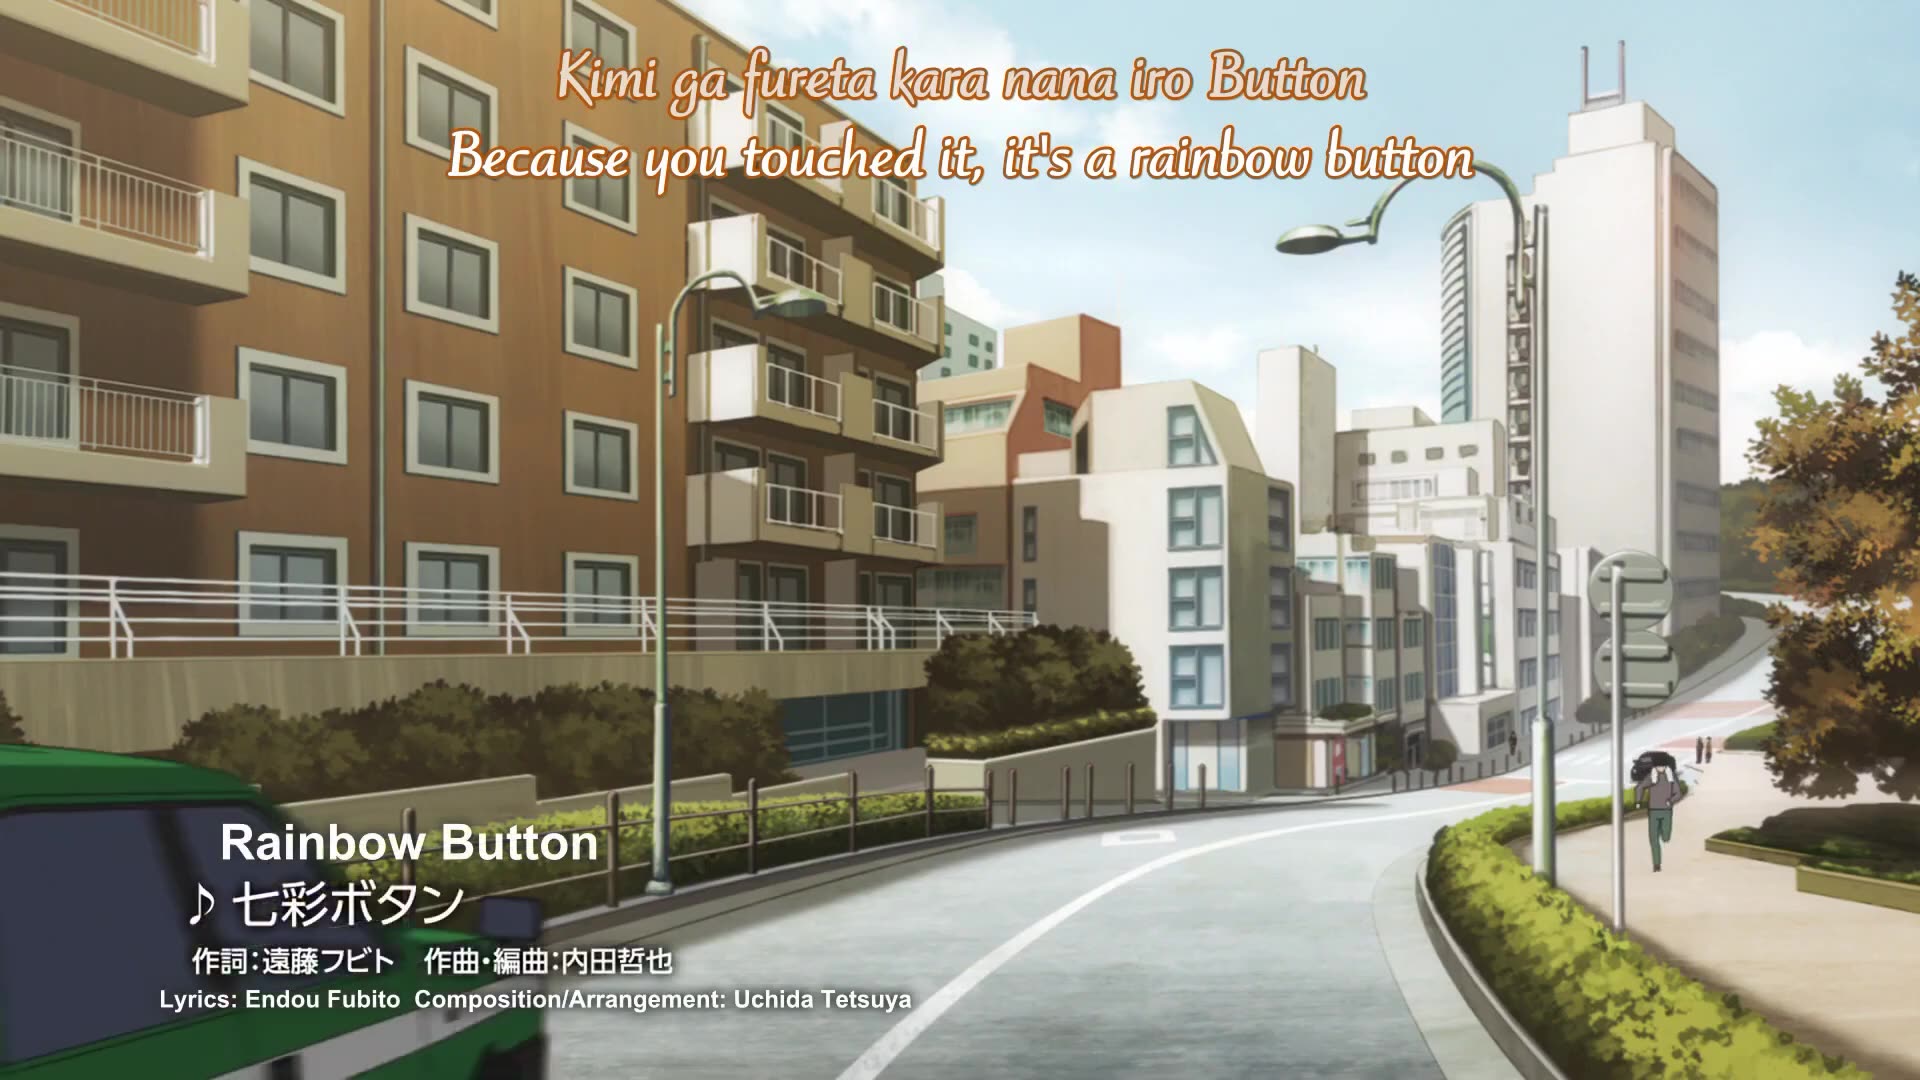 Kimi ga fureta kara nana iro Button
Because you touched it, it's a rainbow button
Rainbow Button
♪ 七彩ボタン
作詞:遠藤フビト　作曲・編曲:内田哲也
Lyrics: Endou Fubito  Composition/Arrangement: Uchida Tetsuya